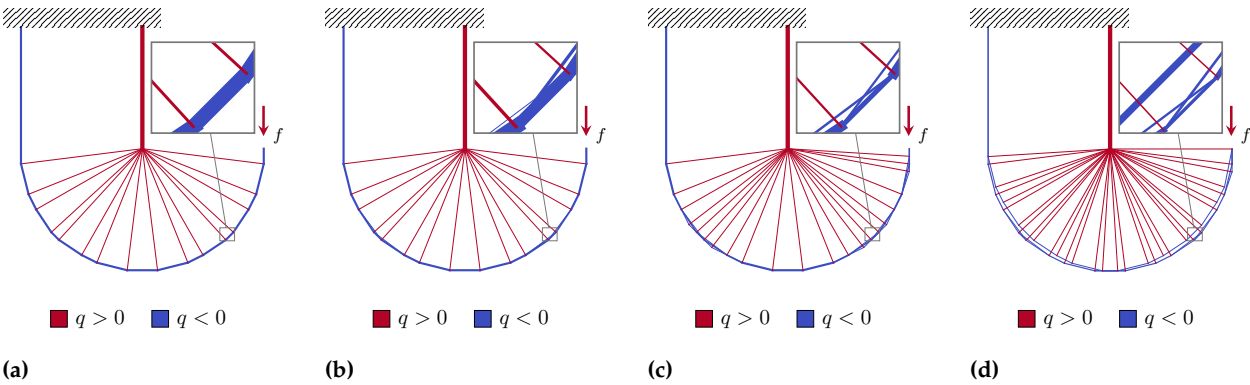 f f f f
q > 0 q < 0 q > 0 q < 0 q > 0 q < 0 q > 0 q < 0
(a) (b) (c) (d)